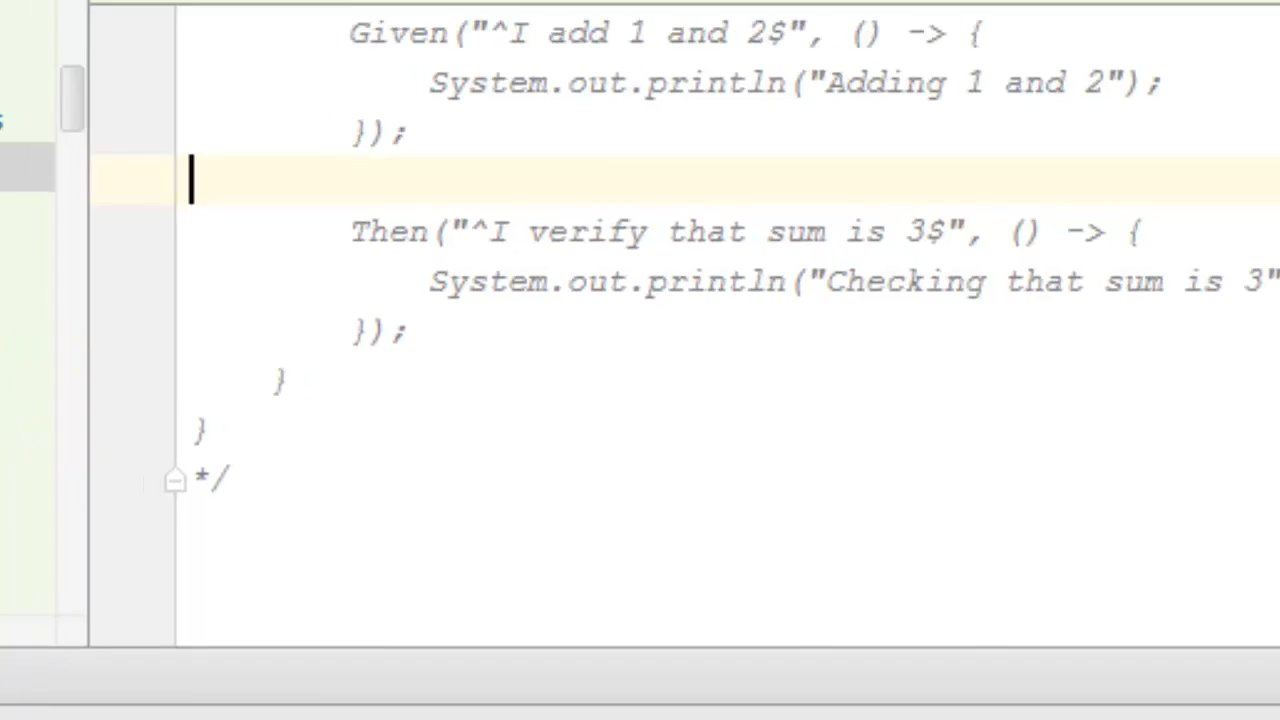 Given("^I add 1 and 2$", () -> {
System.out.println("Adding 1 and 2");
});
Then("^I verify that sum is 3$", () -> {
System.out.println("Checking that sum is 3"
});
}
}
*/